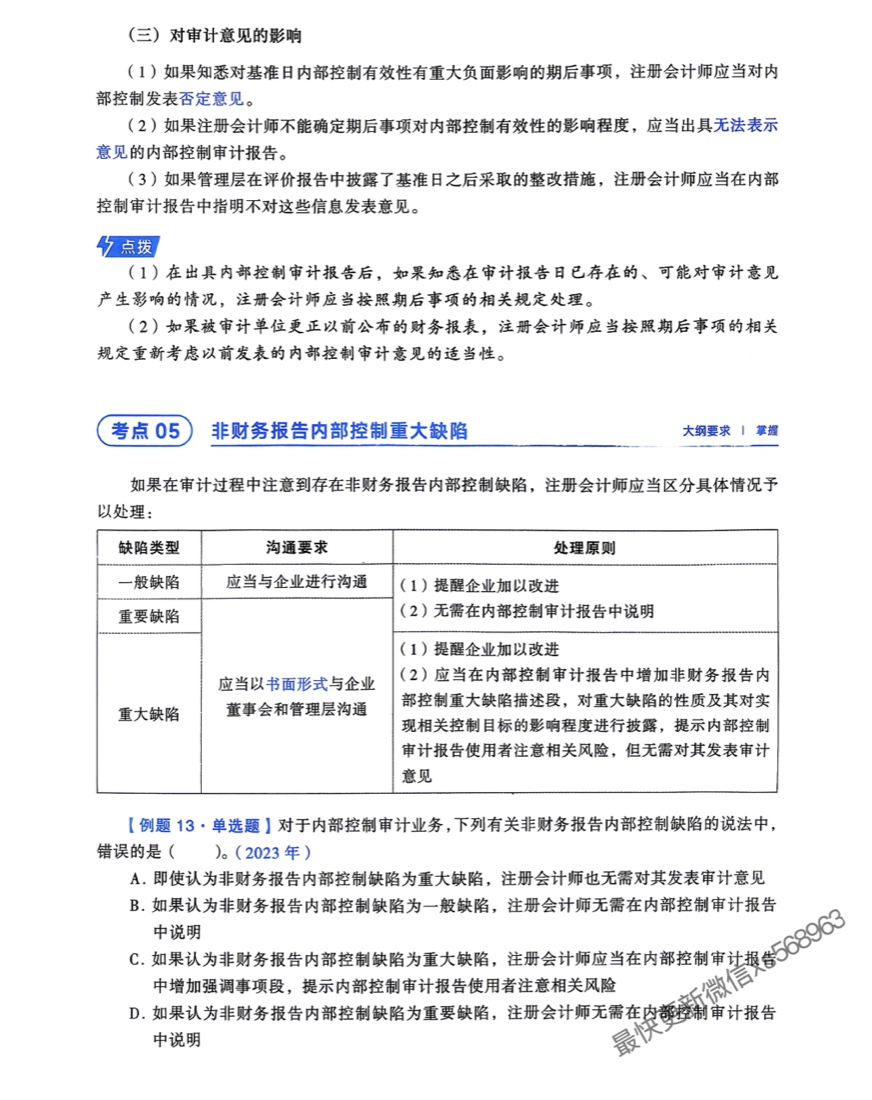 （三）对审计意见的影响
（1）如果知悉对基准日内部控制有效性有重大负面影响的期后事项，注册会计师应当对内
部控制发表否定意见。
（2）如果注册会计师不能确定期后事项对内部控制有效性的影响程度，应当出具无法表示
意见的内部控制审计报告。
（3）如果管理层在评价报告中披露了基准日之后采取的整改措施，注册会计师应当在内部
控制审计报告中指明不对这些信息发表意见。
点拨
（1）在出具内部控制审计报告后，如果知悉在审计报告日已存在的、可能对审计意见
产生影响的情况，注册会计师应当按照期后事项的相关规定处理。
（2）如果被审计单位更正以前公布的财务报表，注册会计师应当按照期后事项的相关
规定重新考虑以前发表的内部控制审计意见的适当性。
考点 05 非财务报告内部控制重大缺陷 大纲要求 | 掌握
如果在审计过程中注意到存在非财务报告内部控制缺陷，注册会计师应当区分具体情况予
以处理：
缺陷类型 沟通要求 处理原则
一般缺陷 应当与企业进行沟通
（1）提醒企业加以改进
（2）无需在内部控制审计报告中说明
重要缺陷
应当以书面形式与企业
董事会和管理层沟通
重大缺陷
（1）提醒企业加以改进
（2）应当在内部控制审计报告中增加非财务报告内
部控制重大缺陷描述段，对重大缺陷的性质及其对实
现相关控制目标的影响程度进行披露，提示内部控制
审计报告使用者注意相关风险，但无需对其发表审计
意见
【例题 13·单选题】对于内部控制审计业务，下列有关非财务报告内部控制缺陷的说法中，
错误的是（ ）。（2023 年）
A. 即使认为非财务报告内部控制缺陷为重大缺陷，注册会计师也无需对其发表审计意见
B. 如果认为非财务报告内部控制缺陷为一般缺陷，注册会计师无需在内部控制审计报告
中说明
C. 如果认为非财务报告内部控制缺陷为重大缺陷，注册会计师应当在内部控制审计报告
中增加强调事项段，提示内部控制审计报告使用者注意相关风险
D. 如果认为非财务报告内部控制缺陷为重要缺陷，注册会计师无需在内部控制审计报告
中说明
最快更新微信xs568963